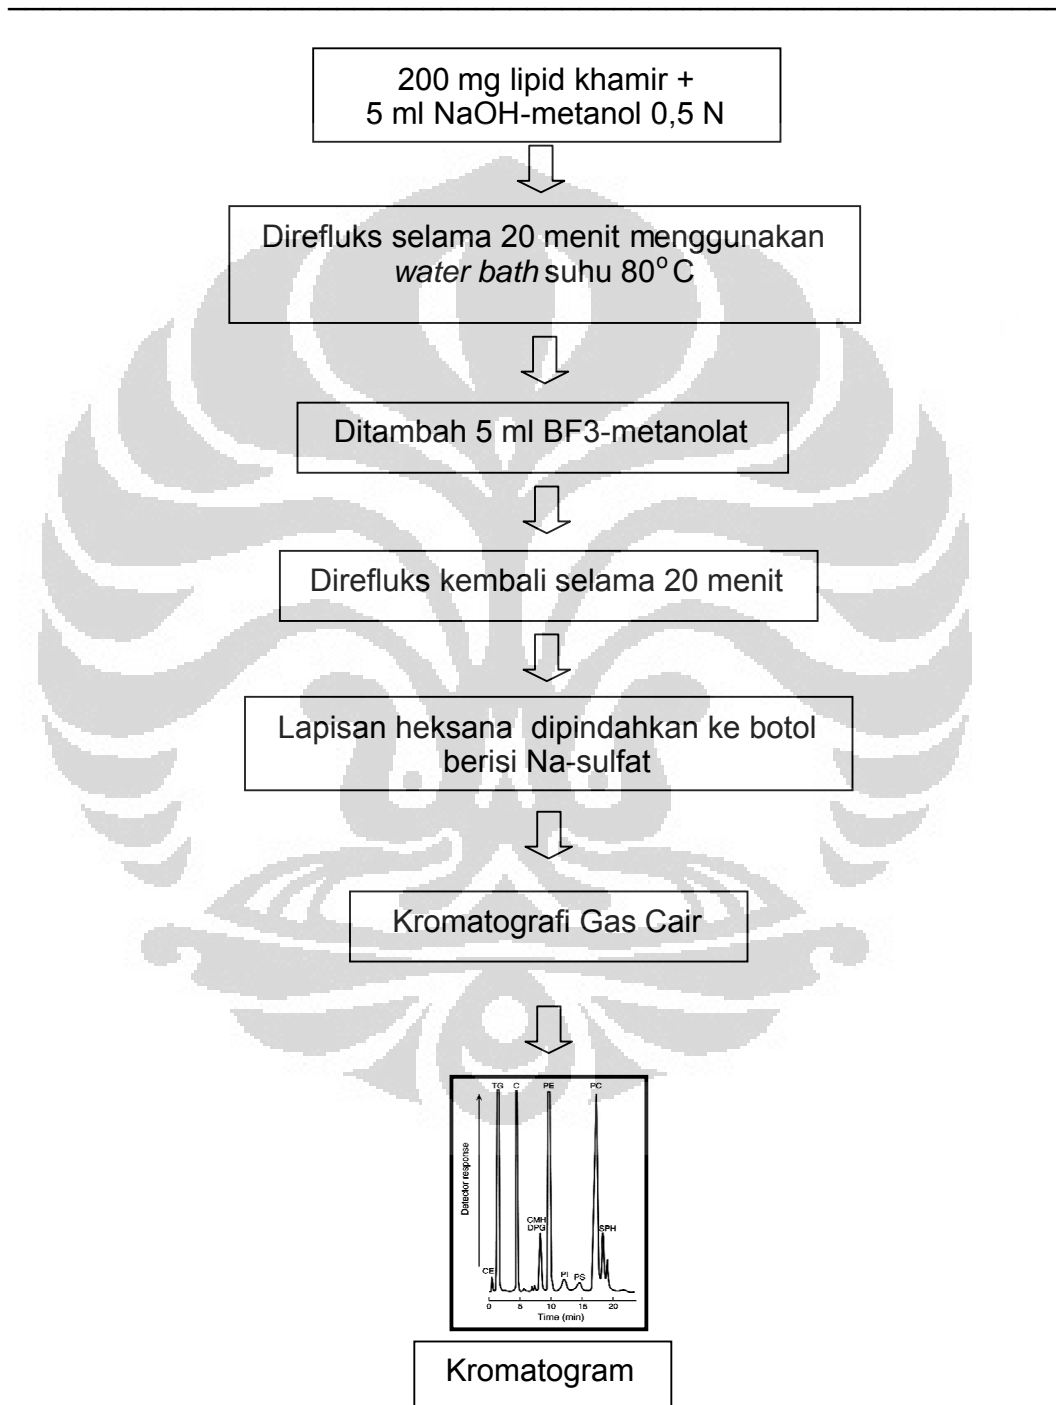 200 mg lipid khamir +
5 ml NaOH-metanol 0,5 N
Direfluks selama 20 menit menggunakan
water bath suhu 80° C
Ditambah 5 ml BF3-metanolat
Direfluks kembali selama 20 menit
Lapisan heksana dipindahkan ke botol
berisi Na-sulfat
Kromatografi Gas Cair
TG C PE PC
Detector response
CMH
DPG
SPH
CE
PI PS
0 5 10 15 20
Time (min)
Kromatogram